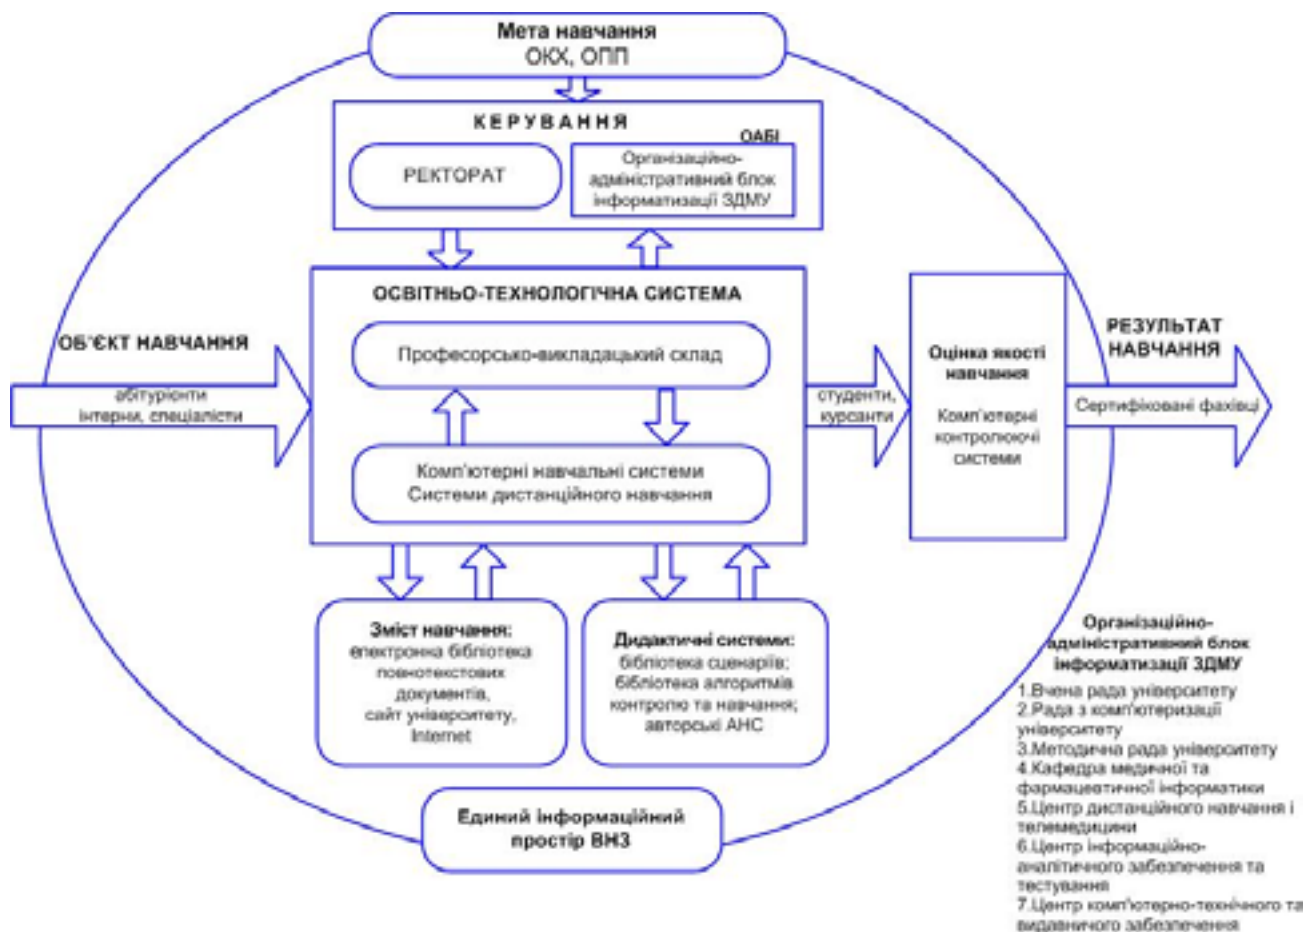 Мета навчання
ОКХ, ОПП
КЕРУВАННЯ
ОАБІ
РЕКТОРАТ
Організаційно-
адміністративний блок
інформатизації ЗДМУ
ОСВІТНЬО-ТЕХНОЛОГІЧНА СИСТЕМА
Професорсько-викладацький склад
Комп'ютерні навчальні системи
Системи дистанційного навчання
ОБ'ЄКТ НАВЧАННЯ
абітурієнти
інтерни, спеціалісти
студенти,
курсанти
Оцінка якості
навчання
Комп'ютерні
контролюючі
системи
РЕЗУЛЬТАТ
НАВЧАННЯ
Сертифіковані фахівці
Зміст навчання:
електронна бібліотека
повнотекстових
документів,
сайт університету,
Internet
Дидактичні системи:
бібліотека сценаріїв;
бібліотека алгоритмів
контролю та навчання;
авторські АНС
Единий інформаційний
простір ВНЗ
Організаційно-
адміністративний блок
інформатизації ЗДМУ
1.Вчена рада університету
2.Рада з комп'ютеризації
університету
3.Методична рада університету
4.Кафедра медичної та
фармацевтичної інформатики
5.Центр дистанційного навчання і
телемедицини
6.Центр інформаційно-
аналітичного забезпечення та
тестування
7.Центр комп'ютерно-технічного та
видавничого забезпечення